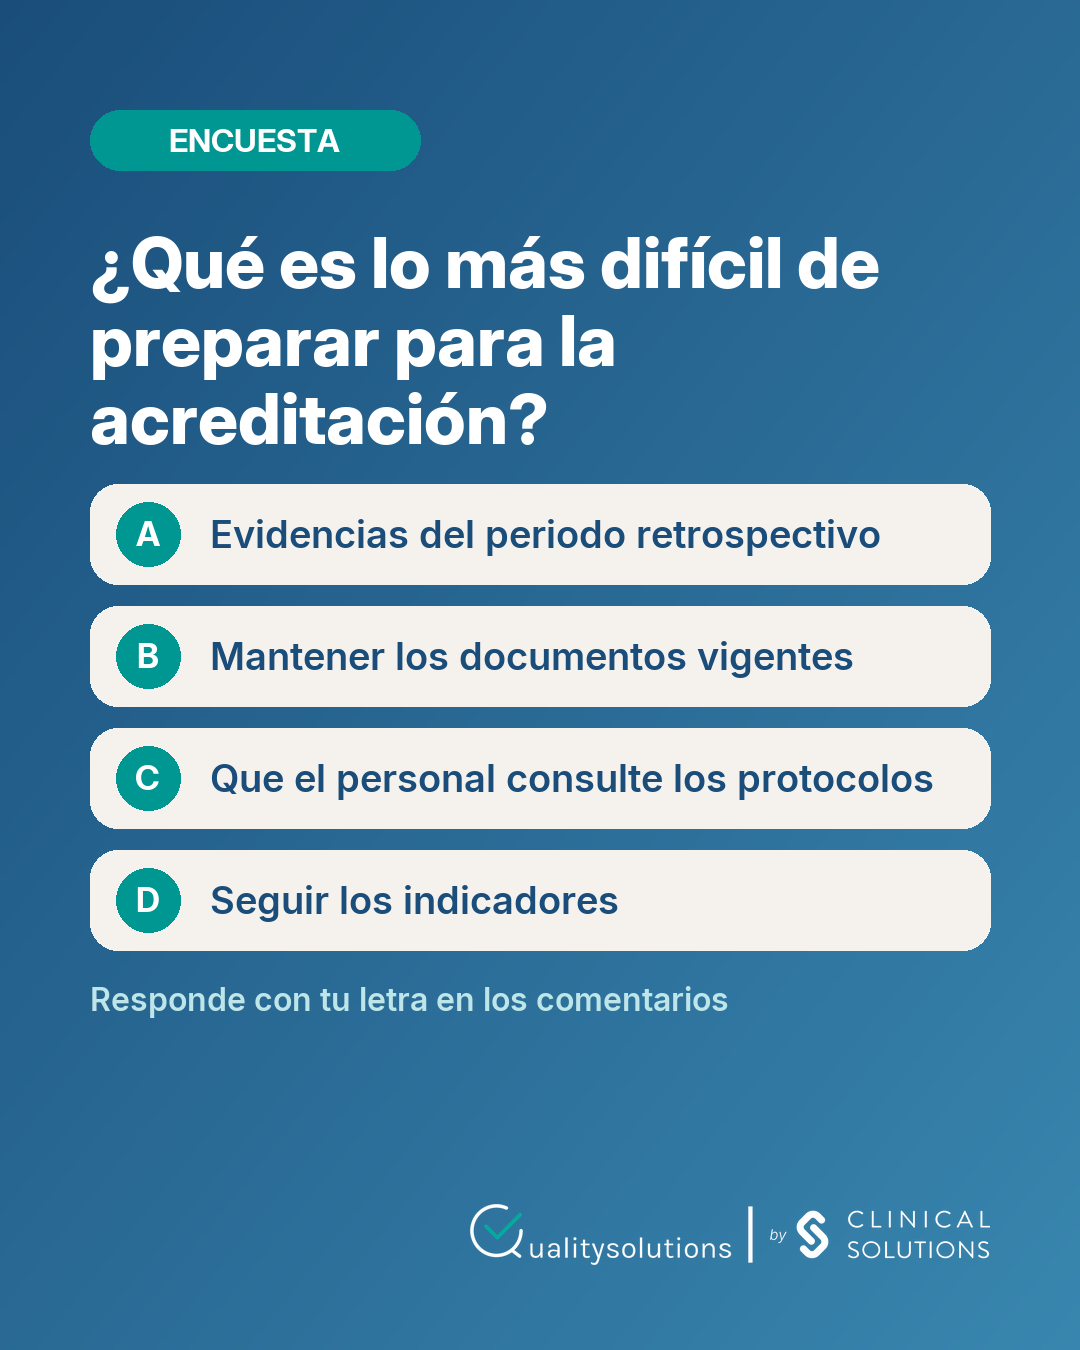 ENCUESTA
¿Qué es lo más difícil de
preparar para la
acreditación?
A Evidencias del periodo retrospectivo
B Mantener los documentos vigentes
C Que el personal consulte los protocolos
D Seguir los indicadores
Responde con tu letra en los comentarios
Qualitysolutions | by CLINICAL
SOLUTIONS